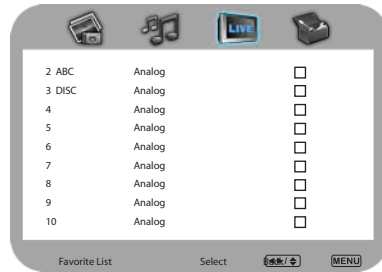 LIVE
2 ABC Analog
3 DISC Analog
4 Analog
5 Analog
6 Analog
7 Analog
8 Analog
9 Analog
10 Analog
Favorite List Select MENU